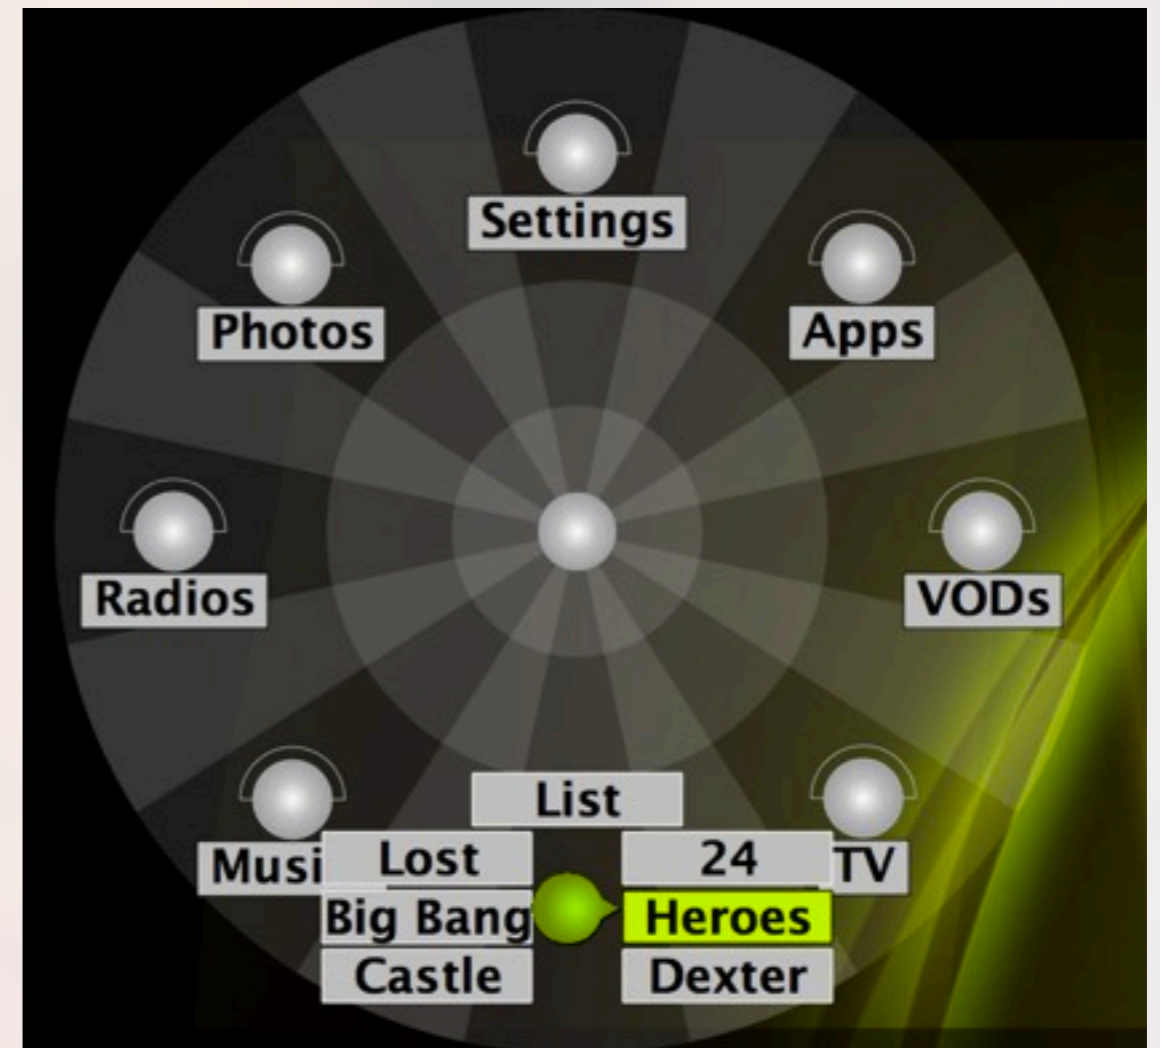 Settings
Photos
Apps
Radios
VODs
List
Musi
Lost
24
TV
Big Bang
Heroes
Castle
Dexter